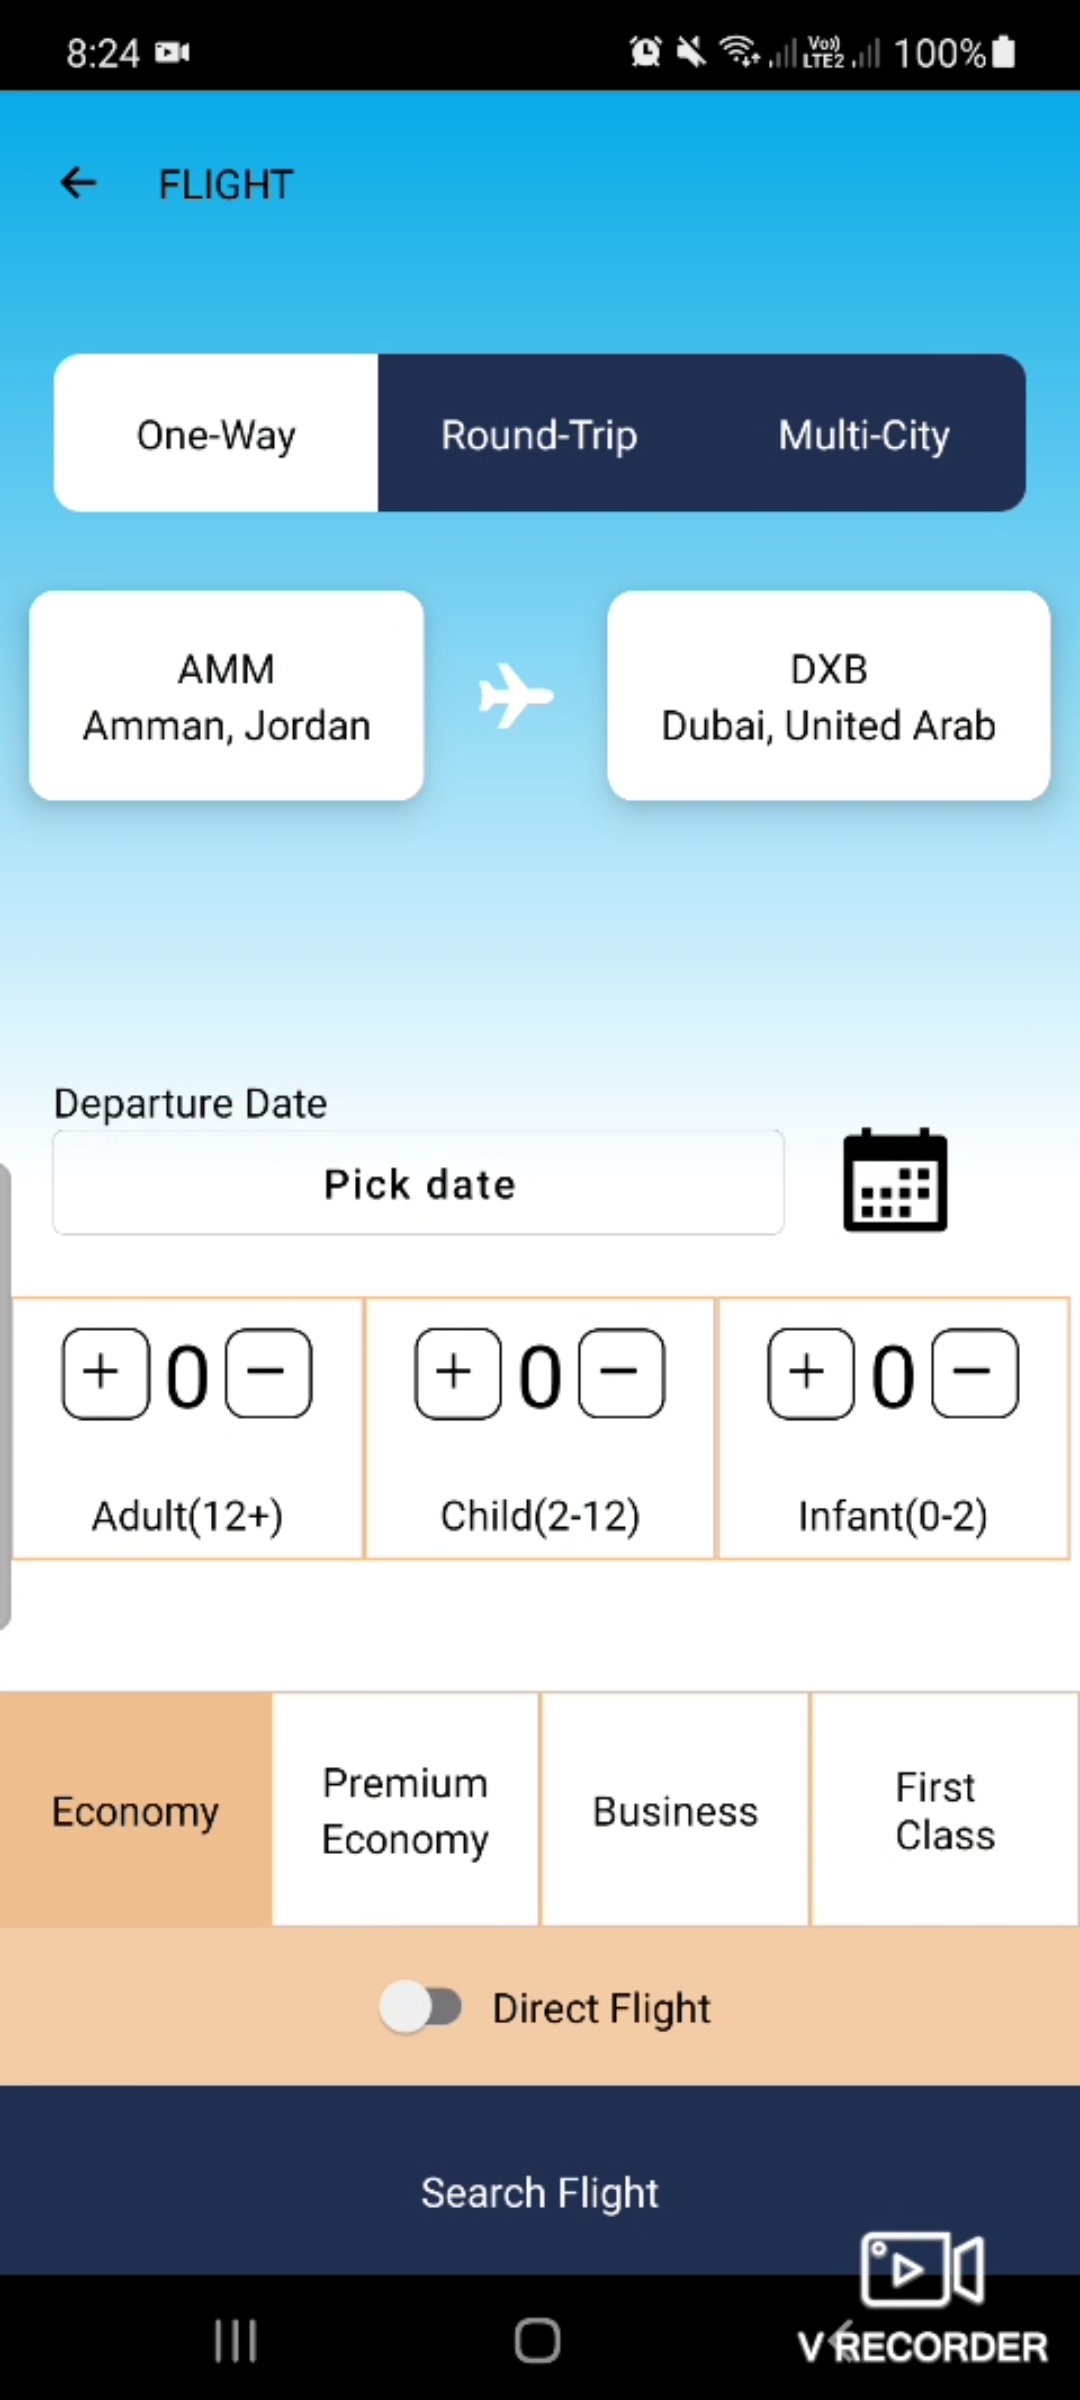 8:24
Vo)) LTE2 100%
FLIGHT
One-Way Round-Trip Multi-City
AMM
Amman, Jordan
DXB
Dubai, United Arab
Departure Date
Pick date
+ 0 − + 0 − + 0 −
Adult(12+) Child(2-12) Infant(0-2)
Economy
Premium
Economy
Business
First
Class
Direct Flight
Search Flight
V RECORDER